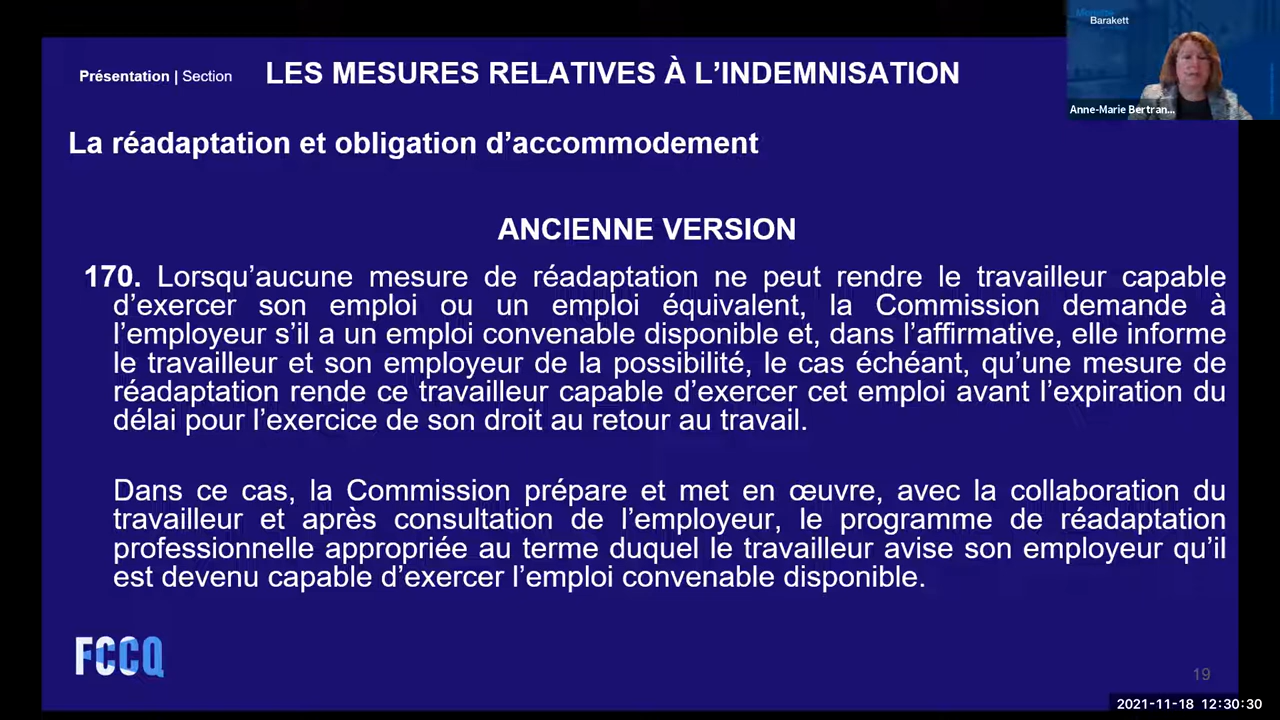 Présentation | Section
LES MESURES RELATIVES À L'INDEMNISATION
Barakett
Anne-Marie Bertran...
La réadaptation et obligation d'accommodement
ANCIENNE VERSION
170. Lorsqu'aucune mesure de réadaptation ne peut rendre le travailleur capable
d'exercer son emploi ou un emploi équivalent, la Commission demande à
l'employeur s'il a un emploi convenable disponible et, dans l'affirmative, elle informe
le travailleur et son employeur de la possibilité, le cas échéant, qu'une mesure de
réadaptation rende ce travailleur capable d'exercer cet emploi avant l'expiration du
délai pour l'exercice de son droit au retour au travail.
Dans ce cas, la Commission prépare et met en œuvre, avec la collaboration du
travailleur et après consultation de l'employeur, le programme de réadaptation
professionnelle appropriée au terme duquel le travailleur avise son employeur qu'il
est devenu capable d'exercer l'emploi convenable disponible.
FCCQ
19
2021-11-18 12:30:30